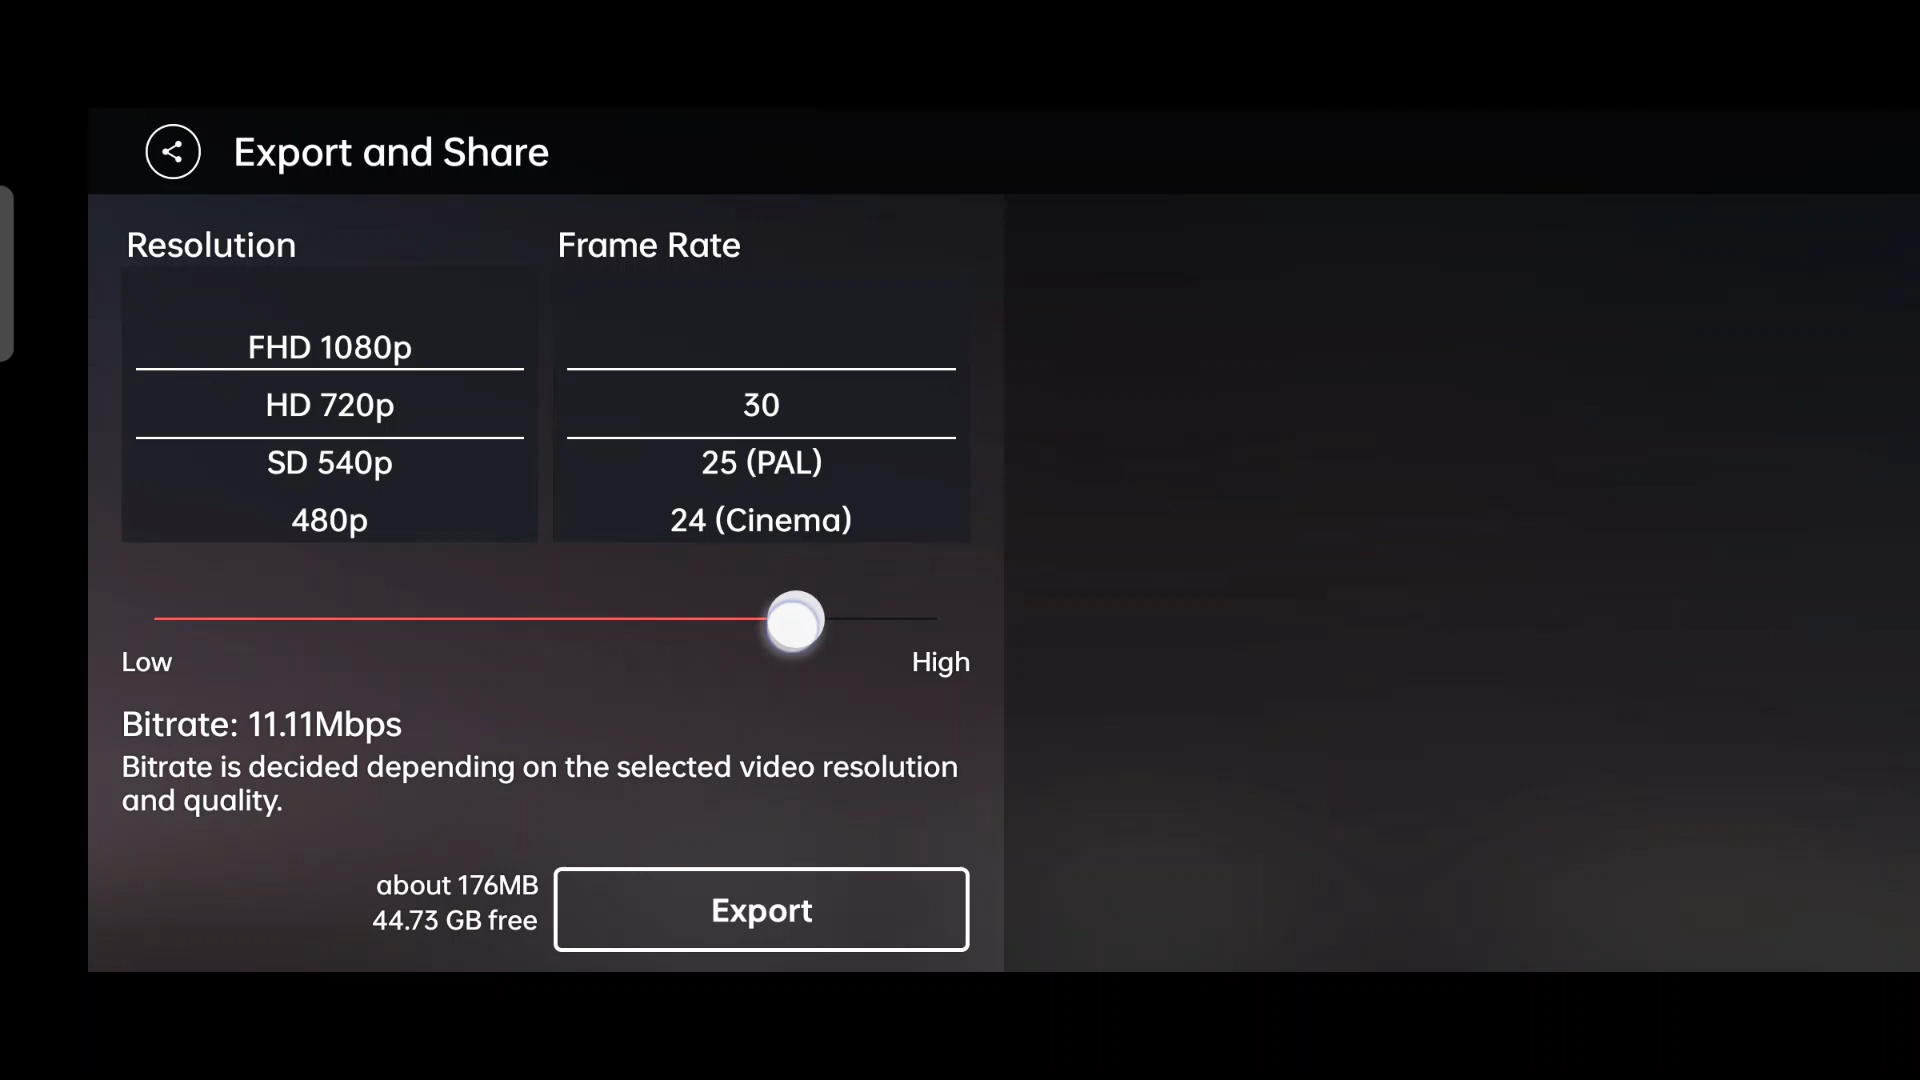 Export and Share
Resolution
Frame Rate
FHD 1080p
HD 720p
SD 540p
480p
30
25 (PAL)
24 (Cinema)
Low
High
Bitrate: 11.11Mbps
Bitrate is decided depending on the selected video resolution
and quality.
about 176MB
44.73 GB free
Export